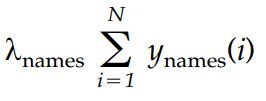 λ_names ∑_{i=1}^{N} y_names(i)